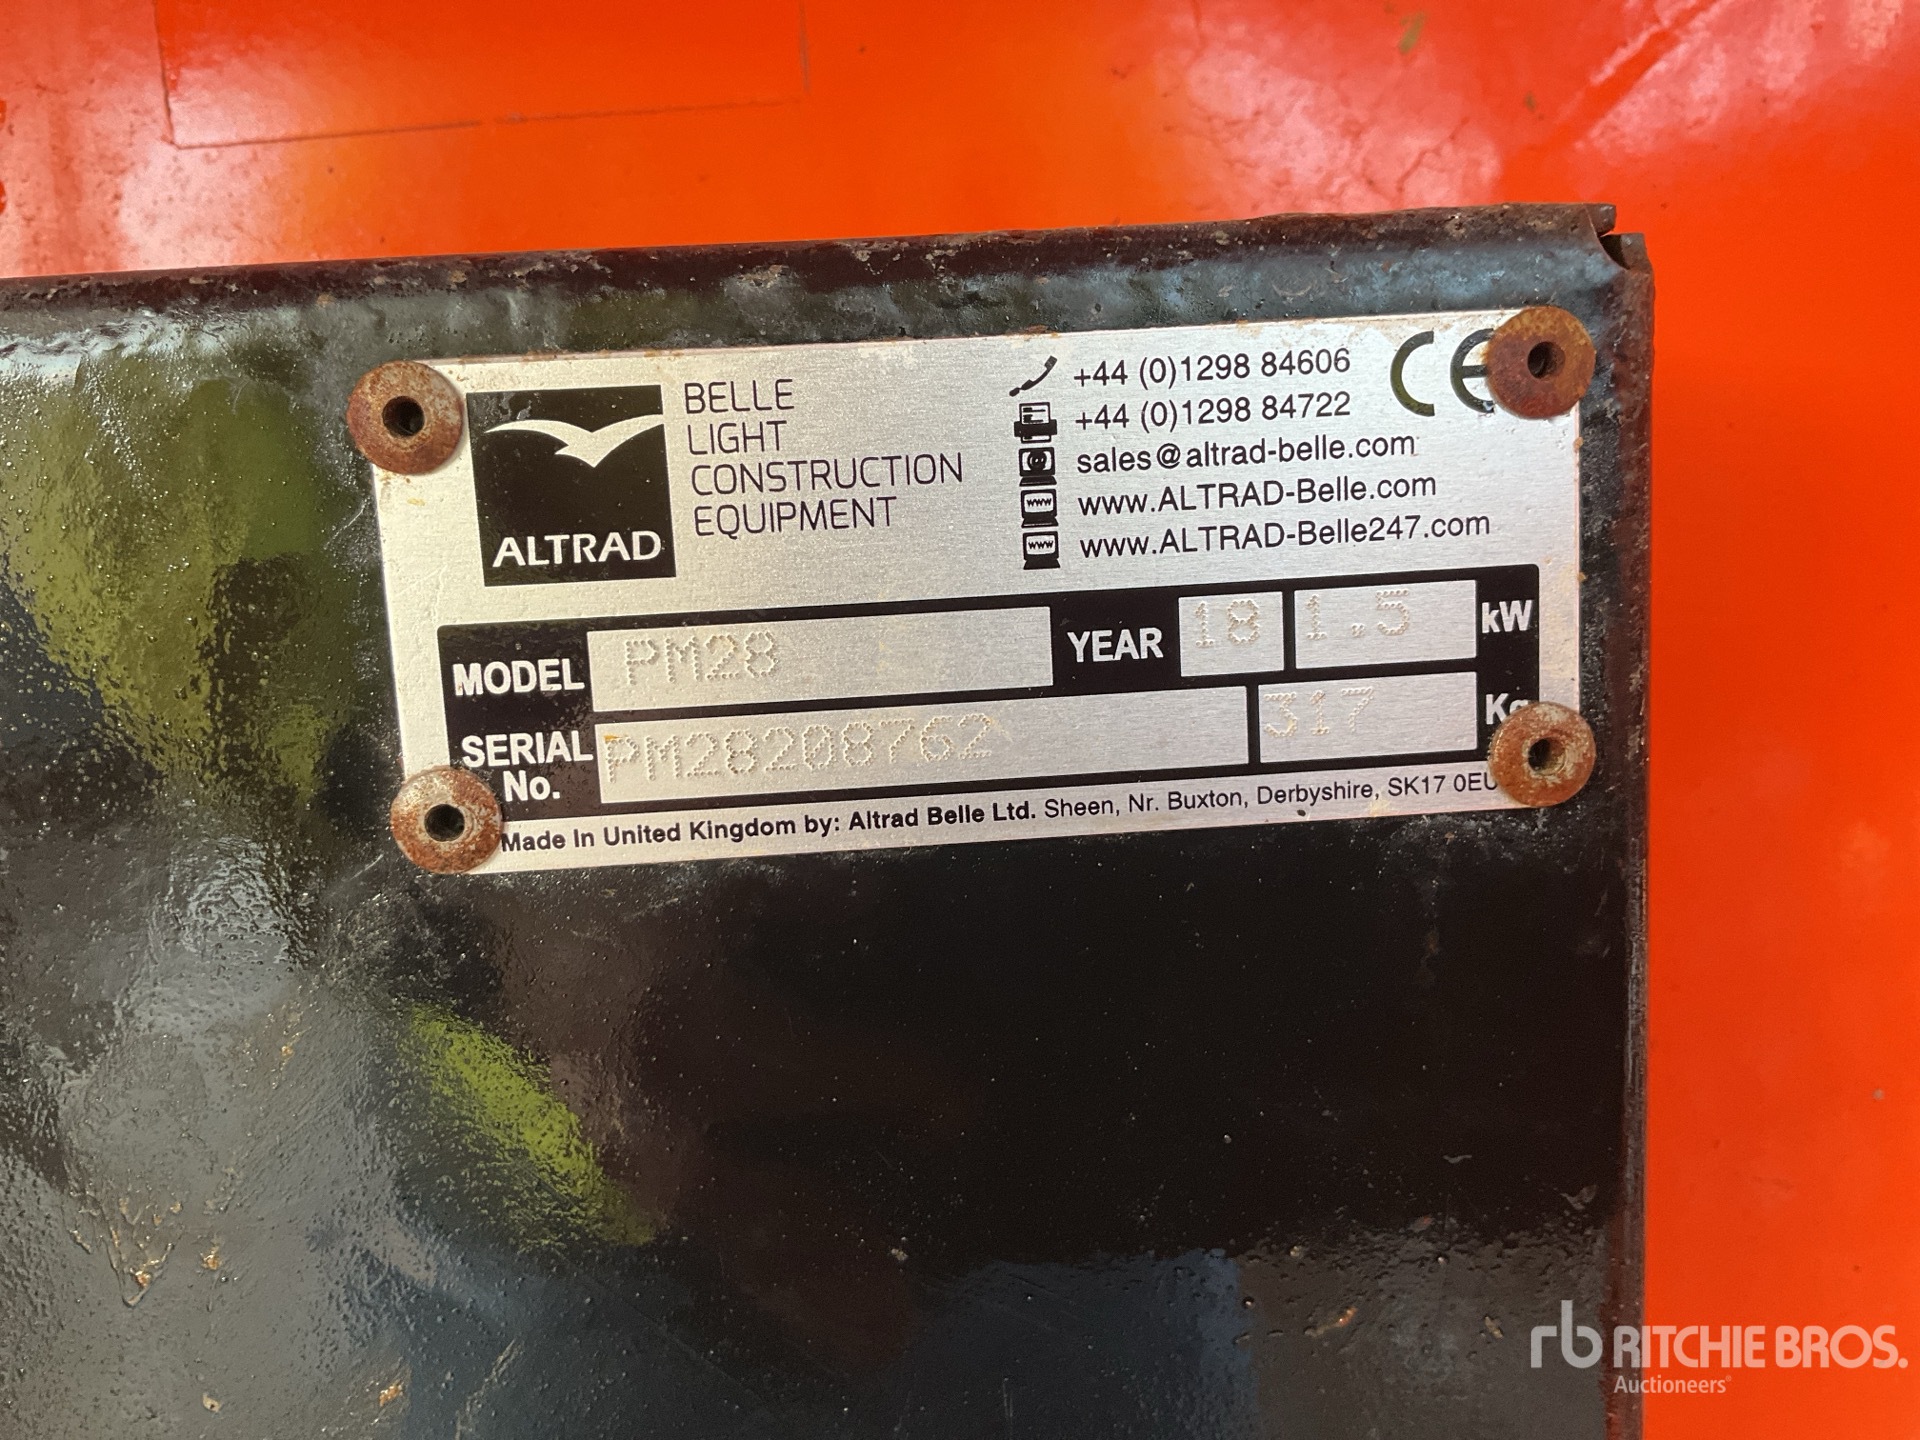 ALTRAD
BELLE
LIGHT
CONSTRUCTION
EQUIPMENT
+44 (0)1298 84606
+44 (0)1298 84722
sales@altrad-belle.com
www.ALTRAD-Belle.com
www.ALTRAD-Belle247.com
CE
MODEL PM28 YEAR 18 1.5 kW
SERIAL No. PM28208762 317 Kg
Made In United Kingdom by: Altrad Belle Ltd. Sheen, Nr. Buxton, Derbyshire, SK17 0EU
rb RITCHIE BROS.
Auctioneers